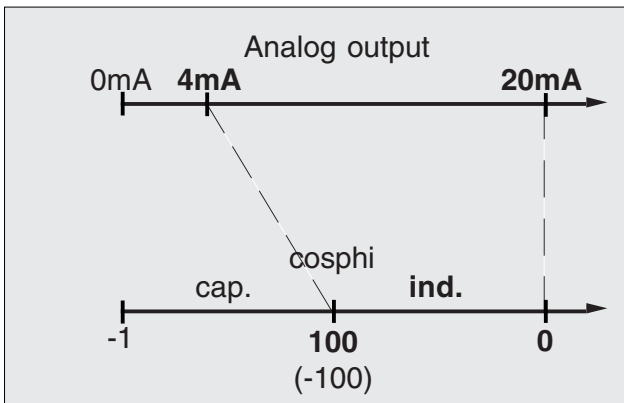 Analog output
0mA 4mA 20mA
cosphi
cap. ind.
-1 100 0
(-100)